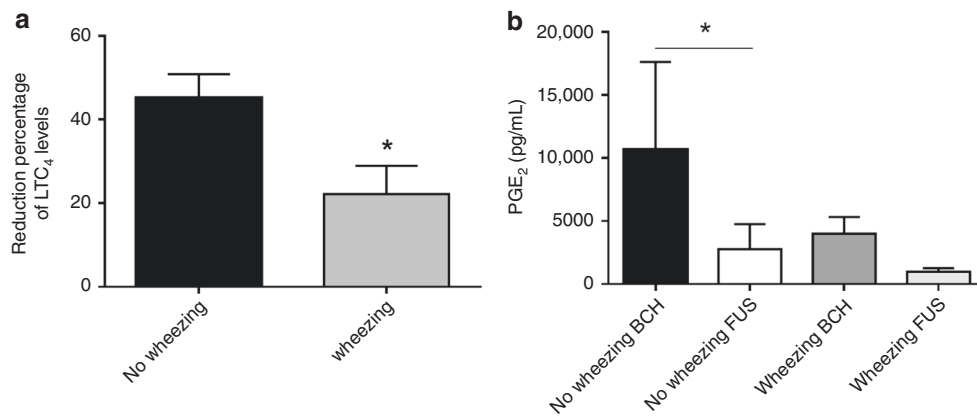 a
Reduction percentage
of LTC₄ levels
60
40
20
0
*
No wheezing
wheezing
b
PGE₂ (pg/mL)
20,000
15,000
10,000
5000
0
*
No wheezing BCH
No wheezing FUS
Wheezing BCH
Wheezing FUS